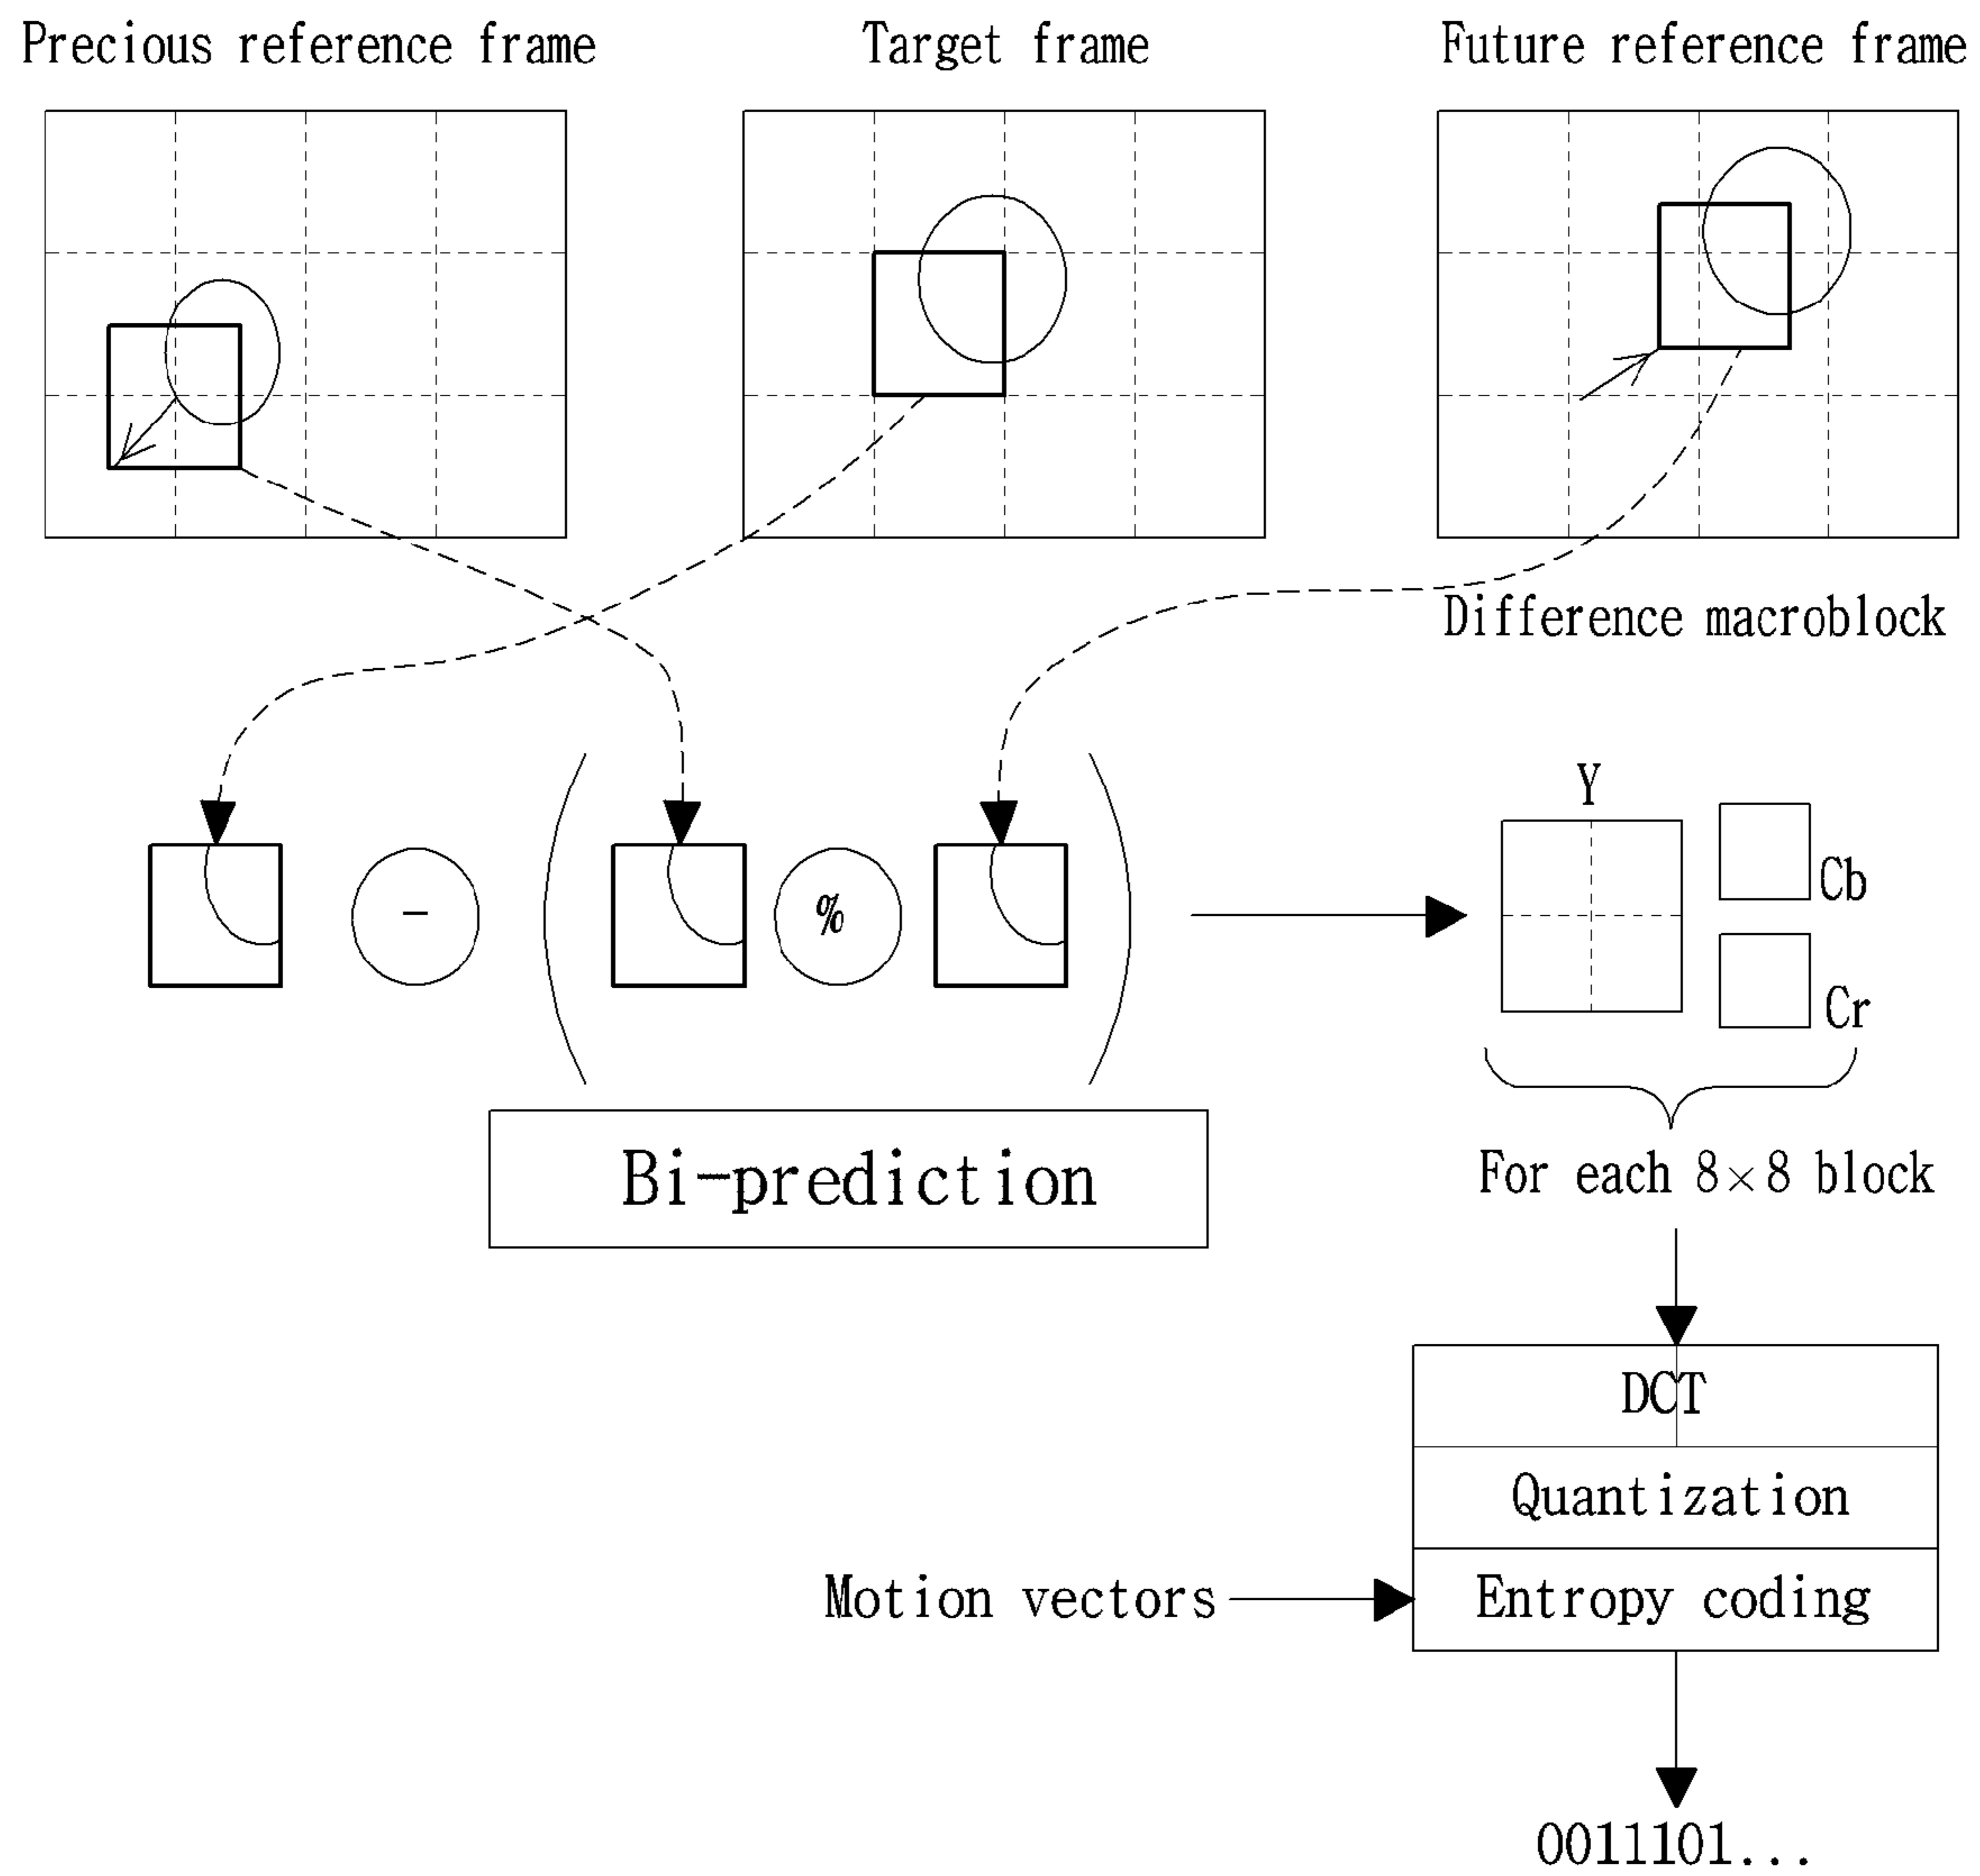 Precious reference frame
Target frame
Future reference frame
Difference macroblock
Y
Cb
Cr
-
%
Bi-prediction
For each 8×8 block
DCT
Quantization
Motion vectors
Entropy coding
0011101...